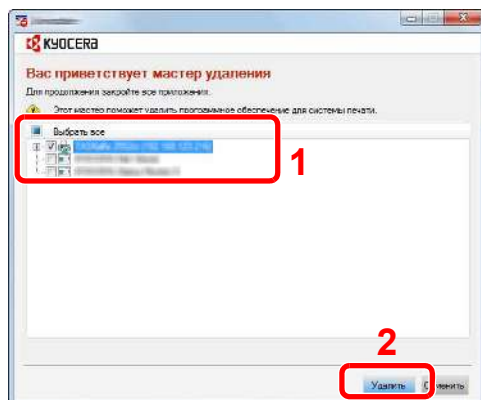 KYOCERA
Вас приветствует мастер удаления
Для продолжения закройте все приложения.
Этот мастер поможет удалить программное обеспечение для системы печати.
Выбрать все
1
2
Удалить Отменить